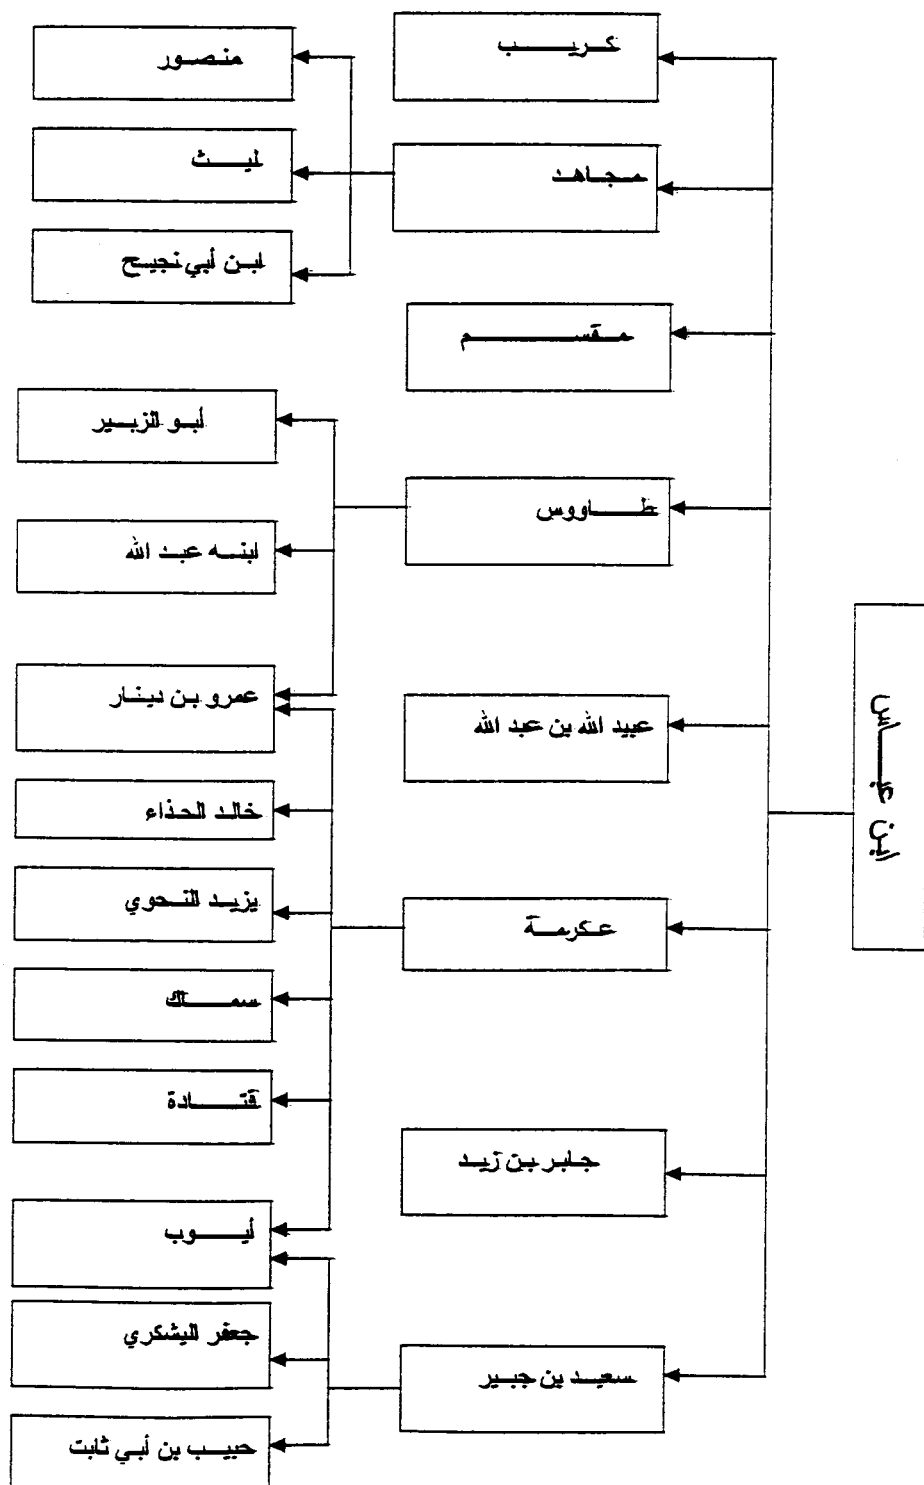 ابن عباس
كريب
مجاهد
منصور
ليث
ابن أبي نجيح
مقسم
طاووس
أبو الزبير
ابنه عبد الله
عمرو بن دينار
عبيد الله بن عبد الله
عكرمة
خالد الحذاء
يزيد النحوي
سماك
قتادة
أيوب
جابر بن زيد
سعيد بن جبير
جعفر اليشكري
حبيب بن أبي ثابت